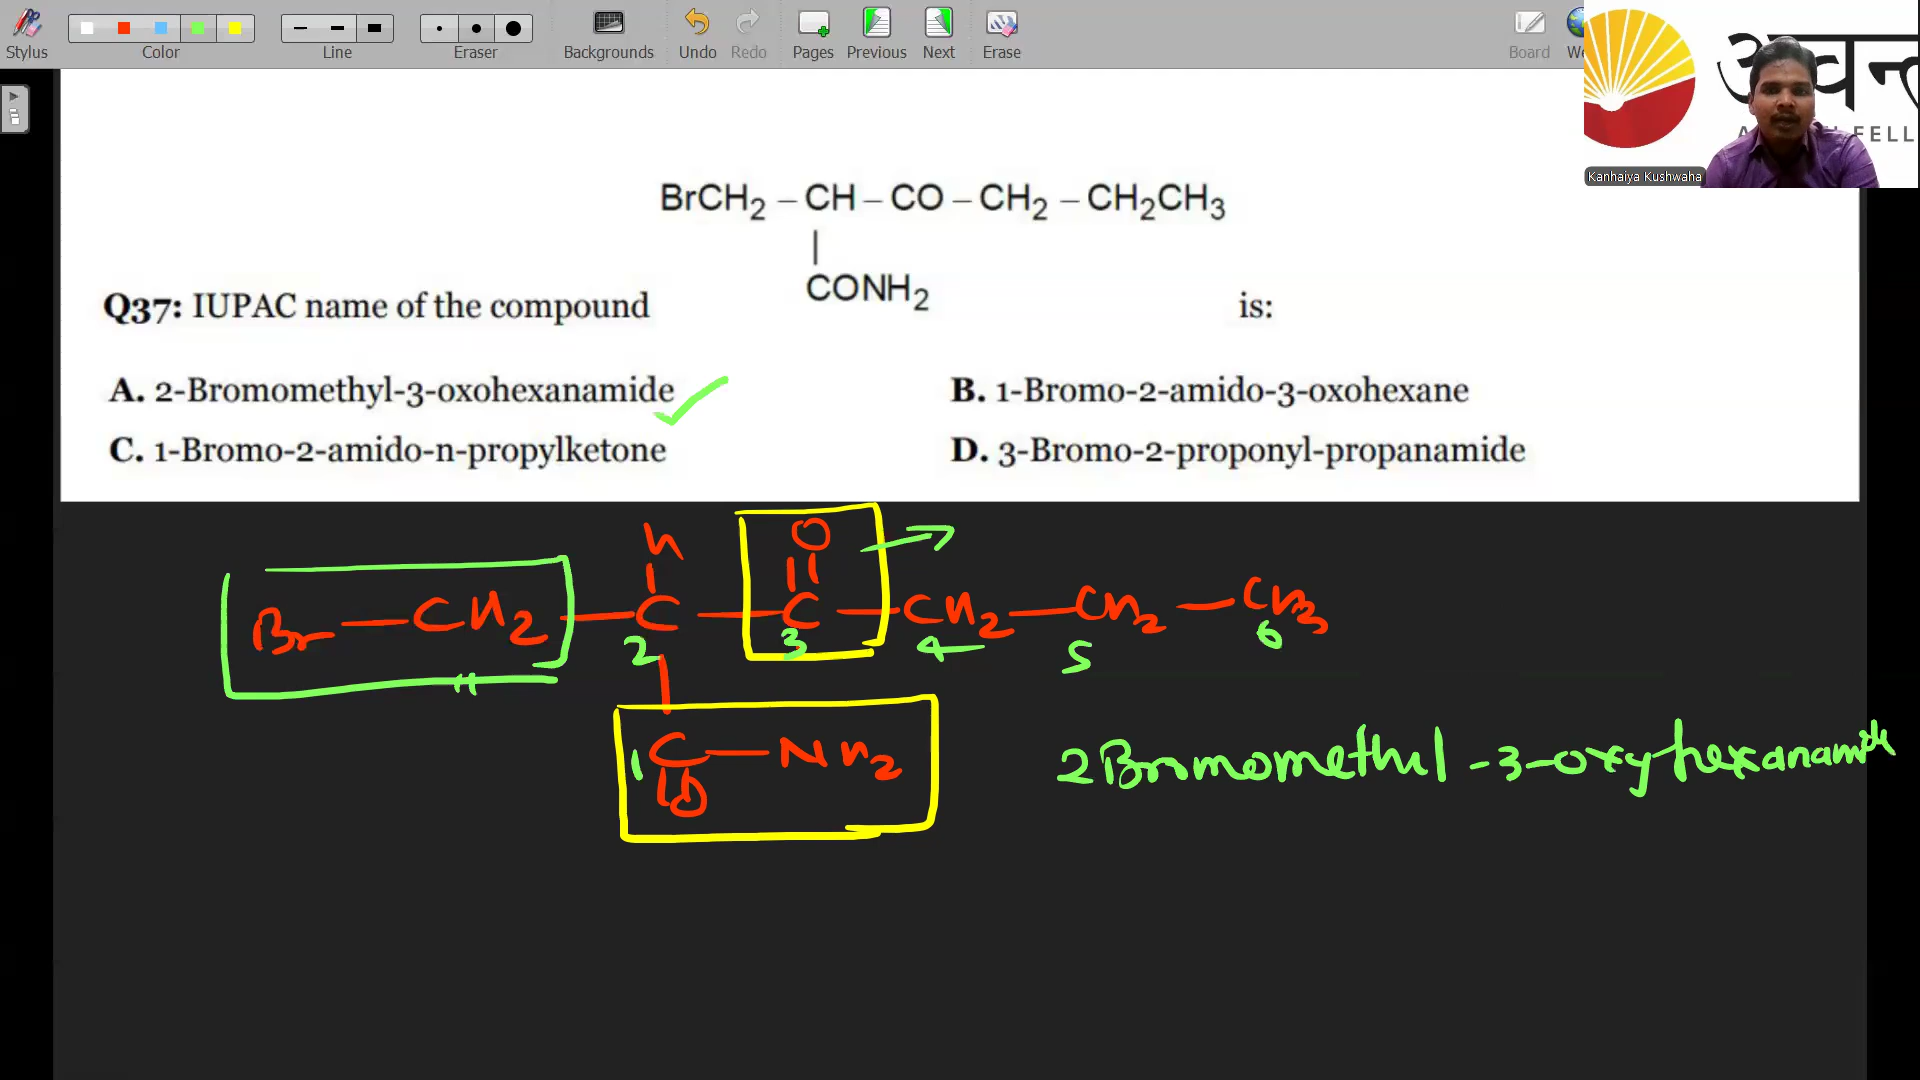 Stylus
Color
Line
Eraser
Backgrounds
Undo
Redo
Pages
Previous
Next
Erase
Board
Kanhaiya Kushwaha
BrCH₂ – CH – CO – CH₂ – CH₂CH₃
|
CONH₂
Q37: IUPAC name of the compound is:
A. 2-Bromomethyl-3-oxohexanamide
B. 1-Bromo-2-amido-3-oxohexane
C. 1-Bromo-2-amido-n-propylketone
D. 3-Bromo-2-proponyl-propanamide
H O
Br — CH₂ — C — C — CH₂ — CH₂ — CH₃
2 3 4 5 6
1 C — NH₂
O
2 Bromomethyl - 3 - oxy hexanamide